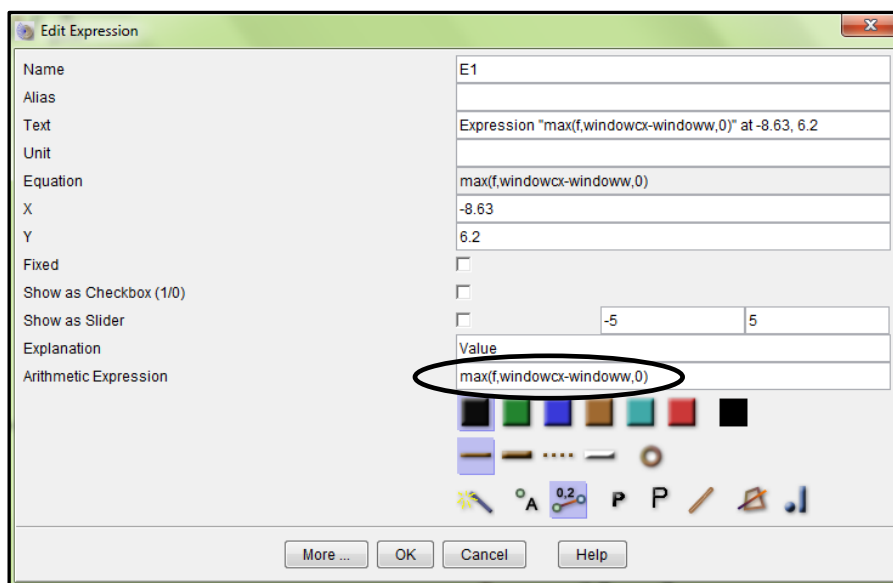 Edit Expression
x
Name E1
Alias
Text Expression "max(f,windowcx-windoww,0)" at -8.63, 6.2
Unit
Equation max(f,windowcx-windoww,0)
X -8.63
Y 6.2
Fixed
Show as Checkbox (1/0)
Show as Slider -5 5
Explanation Value
Arithmetic Expression max(f,windowcx-windoww,0)
A 0,2 P P
More ... OK Cancel Help